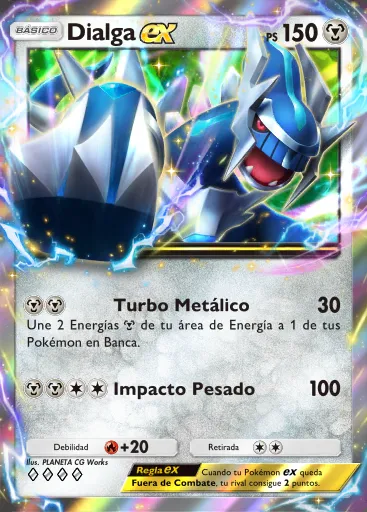 BÁSICO Dialga ex PS 150
Turbo Metálico 30
Une 2 Energías de tu área de Energía a 1 de tus
Pokémon en Banca.
Impacto Pesado 100
Debilidad +20 Retirada
Ilus. PLANETA CG Works
Regla ex Cuando tu Pokémon ex queda
Fuera de Combate, tu rival consigue 2 puntos.